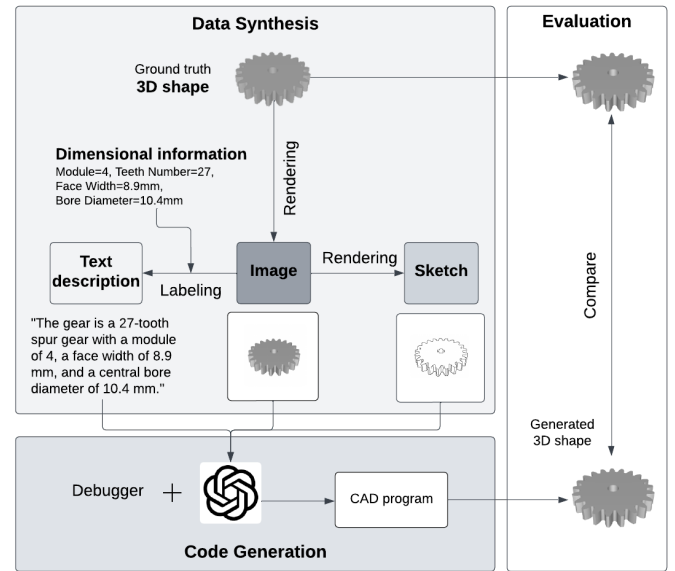 Data Synthesis
Evaluation
Ground truth
3D shape
Dimensional information
Module=4, Teeth Number=27,
Face Width=8.9mm,
Bore Diameter=10.4mm
Rendering
Text
description
Labeling
Image
Rendering
Sketch
Compare
"The gear is a 27-tooth
spur gear with a module
of 4, a face width of 8.9
mm, and a central bore
diameter of 10.4 mm."
Generated
3D shape
Debugger +
CAD program
Code Generation